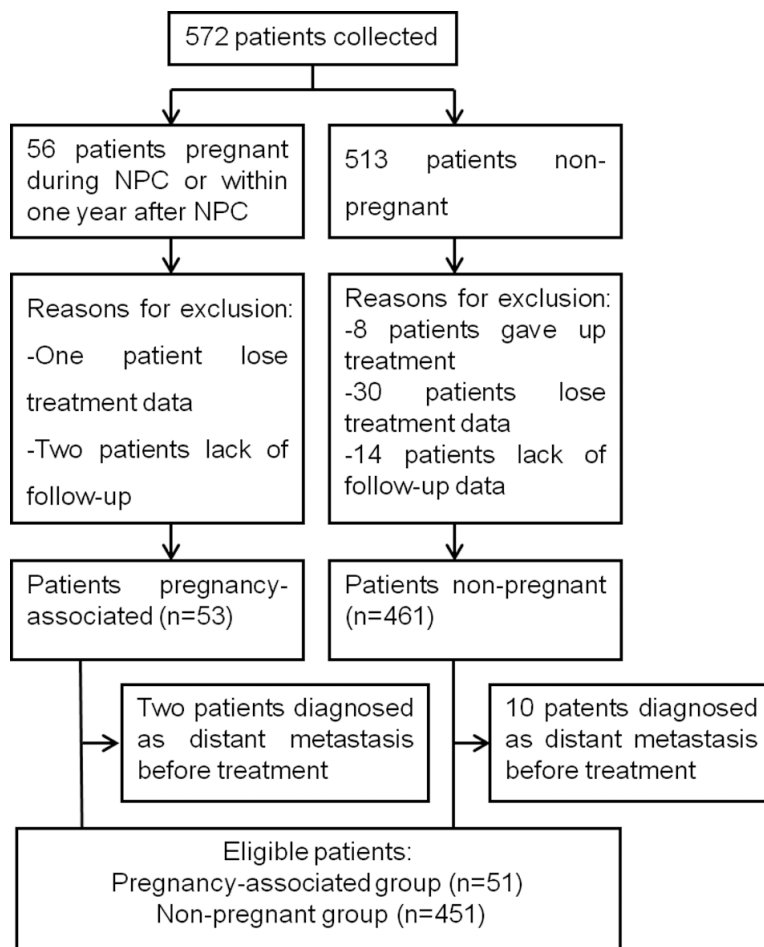 572 patients collected
56 patients pregnant
during NPC or within
one year after NPC
513 patients non-
pregnant
Reasons for exclusion:
-One patient lose
treatment data
-Two patients lack of
follow-up
Reasons for exclusion:
-8 patients gave up
treatment
-30 patients lose
treatment data
-14 patients lack of
follow-up data
Patients pregnancy-
associated (n=53)
Patients non-pregnant
(n=461)
Two patients diagnosed
as distant metastasis
before treatment
10 patents diagnosed
as distant metastasis
before treatment
Eligible patients:
Pregnancy-associated group (n=51)
Non-pregnant group (n=451)